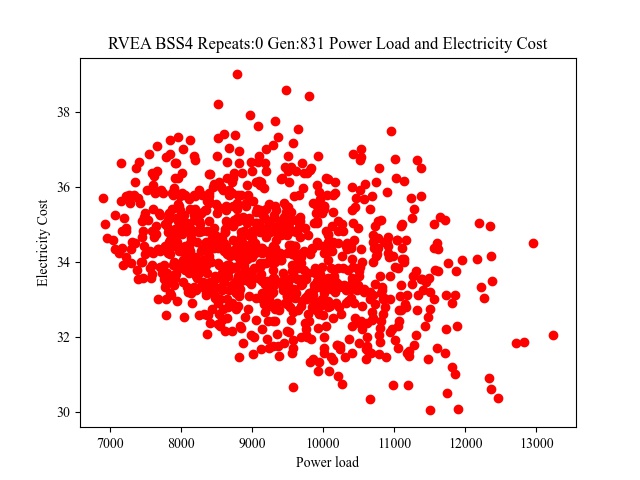 RVEA BSS4 Repeats:0 Gen:831 Power Load and Electricity Cost
38
36
34
32
30
Electricity Cost
7000 8000 9000 10000 11000 12000 13000
Power load